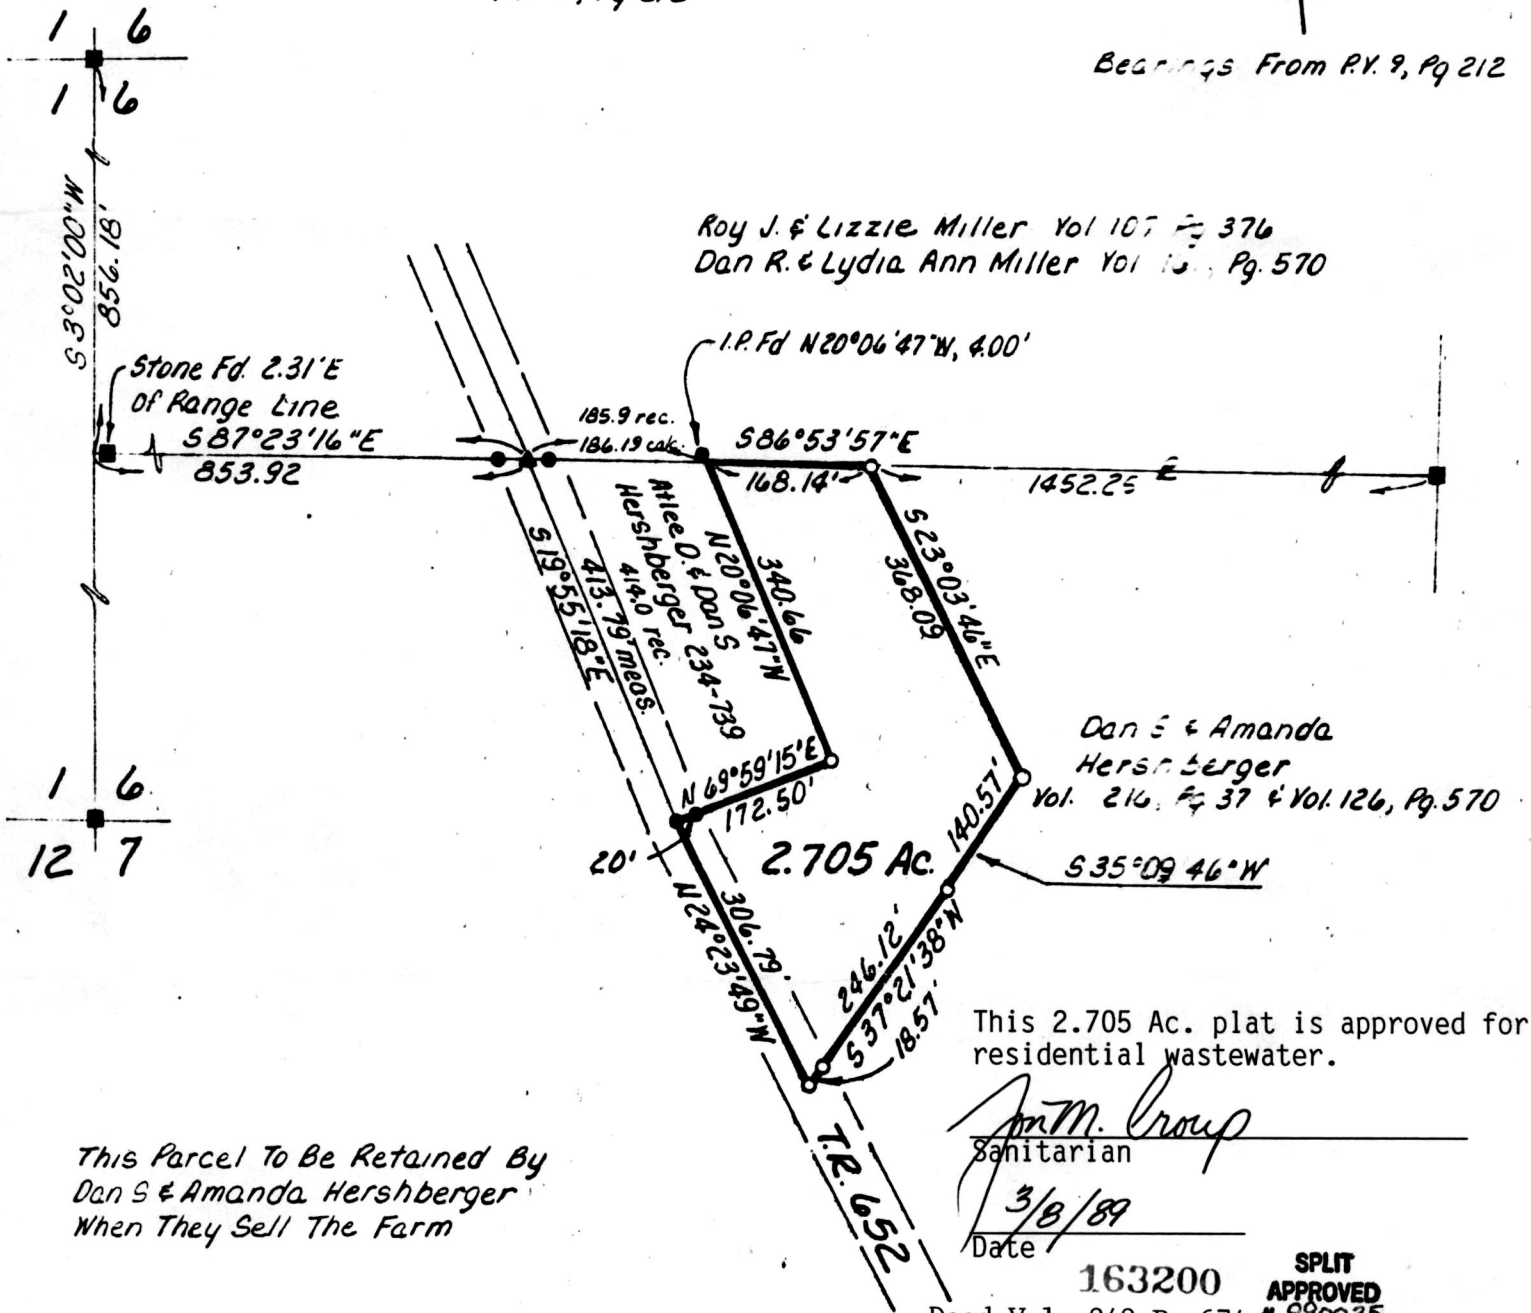 1 6
1 6
Bearings From P.V. 9, Pg 212
S 3°02'00"W
856.18'
Roy J. & Lizzie Miller Vol 107 Pg 376
Dan R. & Lydia Ann Miller Vol Pg. 570
I.P. Fd N20°06'47"W, 4.00'
Stone Fd. 2.31'E
Of Range Line
S87°23'16"E
853.92
185.9 rec.
186.19 calc.
S86°53'57"E
168.14'
1452.25
E
S 19°55'18"E
413.79' meas.
414.0 rec.
Atlee D. & Dan S
Hershberger 234-739
N20°06'47"W
340.66
S 23°03'46"E
368.09
N 69°59'15"E
172.50'
20'
2.705 Ac.
Dan S & Amanda
Hershberger
Vol. 216, Pg 37 & Vol. 126, Pg. 570
140.57'
S 35°09 46"W
1 6
12 7
306.79'
N24°23'49"W
246.12'
S 37°21'38"W
18.57'
T.R. 652
This 2.705 Ac. plat is approved for
residential wastewater.
Sanitarian
3/8/89
Date
This Parcel To Be Retained By
Dan S & Amanda Hershberger
When They Sell The Farm
163200
SPLIT
APPROVED